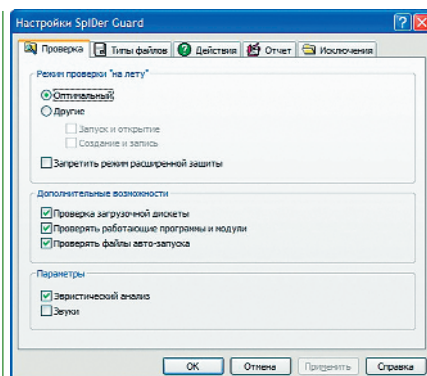 Настройки SpIDer Guard
Проверка Типы файлов Действия Отчет Исключения
Режим проверки "на лету"
Оптимальный
Другие
Запуск и открытие
Создание и запись
Запретить режим расширенной защиты
Дополнительные возможности
Проверка загрузочной дискеты
Проверять работающие программы и модули
Проверять файлы авто-запуска
Параметры
Эвристический анализ
Звуки
OK Отмена Применить Справка